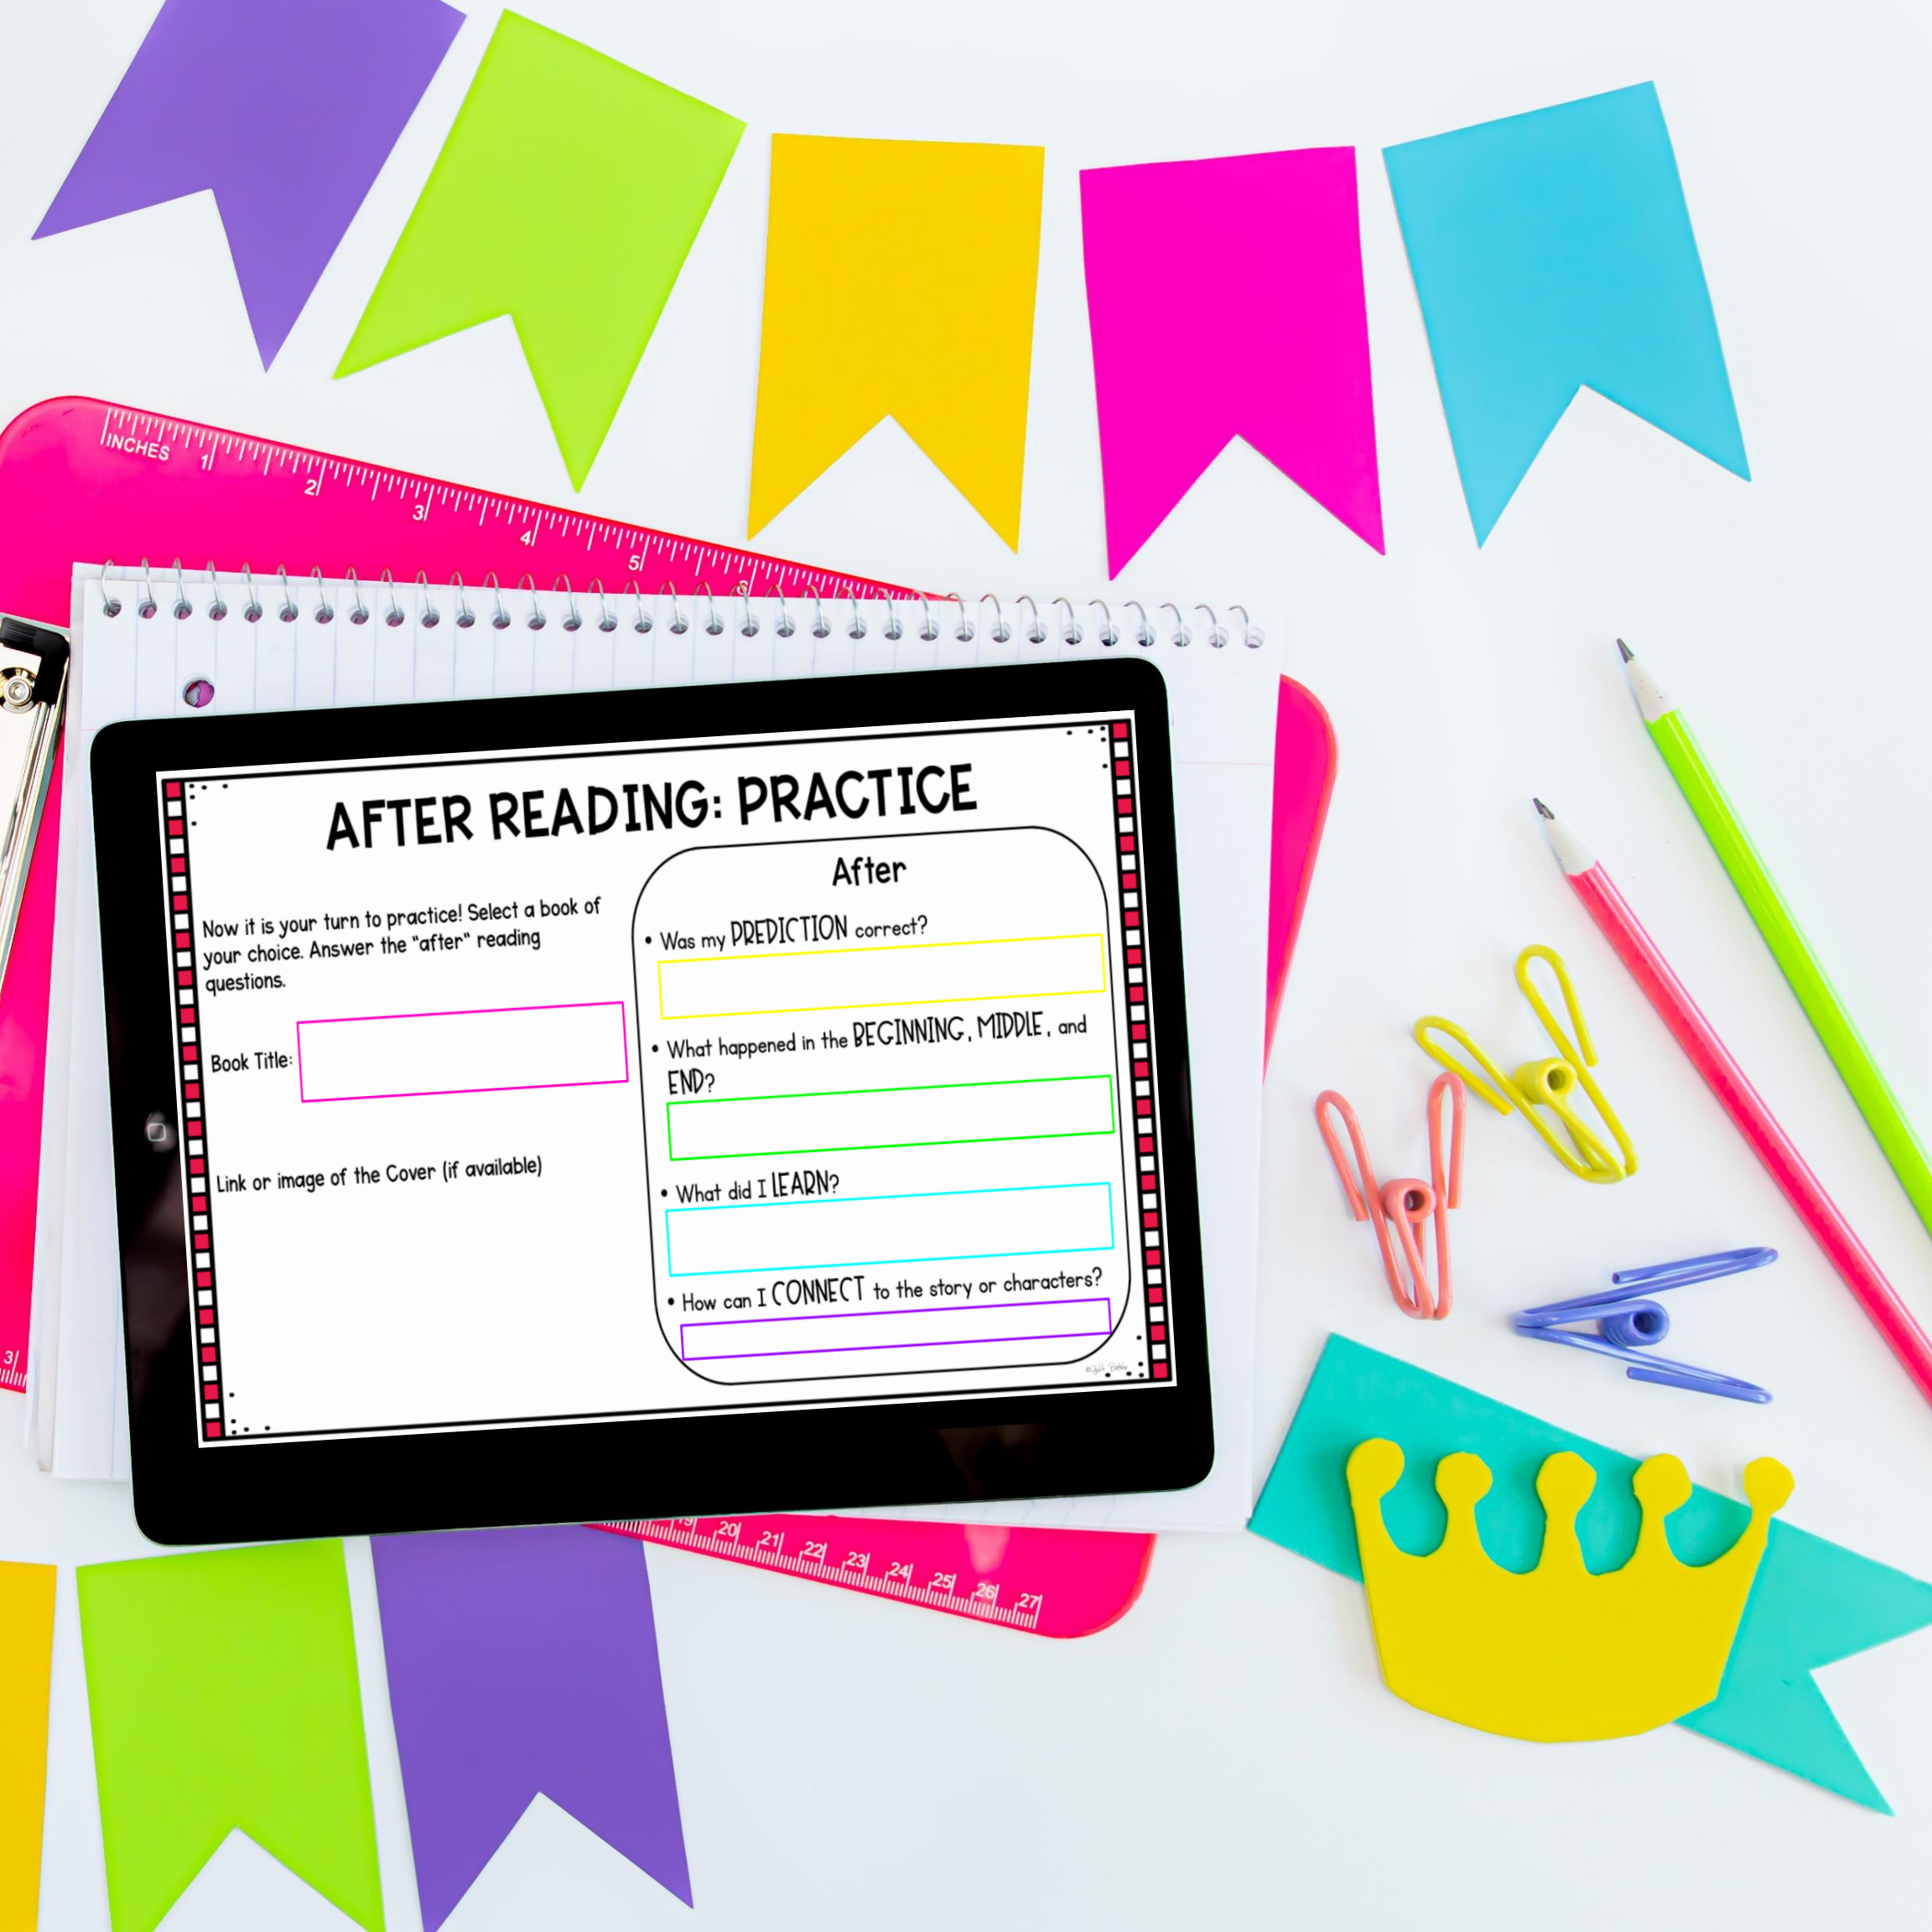 INCHES 1 2 3 4 5 6
AFTER READING: PRACTICE
Now it is your turn to practice! Select a book of
your choice. Answer the "after" reading
questions.
Book Title:
Link or image of the Cover (if available)
After
• Was my PREDICTION correct?
• What happened in the BEGINNING, MIDDLE, and
END?
• What did I LEARN?
• How can I CONNECT to the story or characters?
3
19 20 21 22 23 24 25 26 27